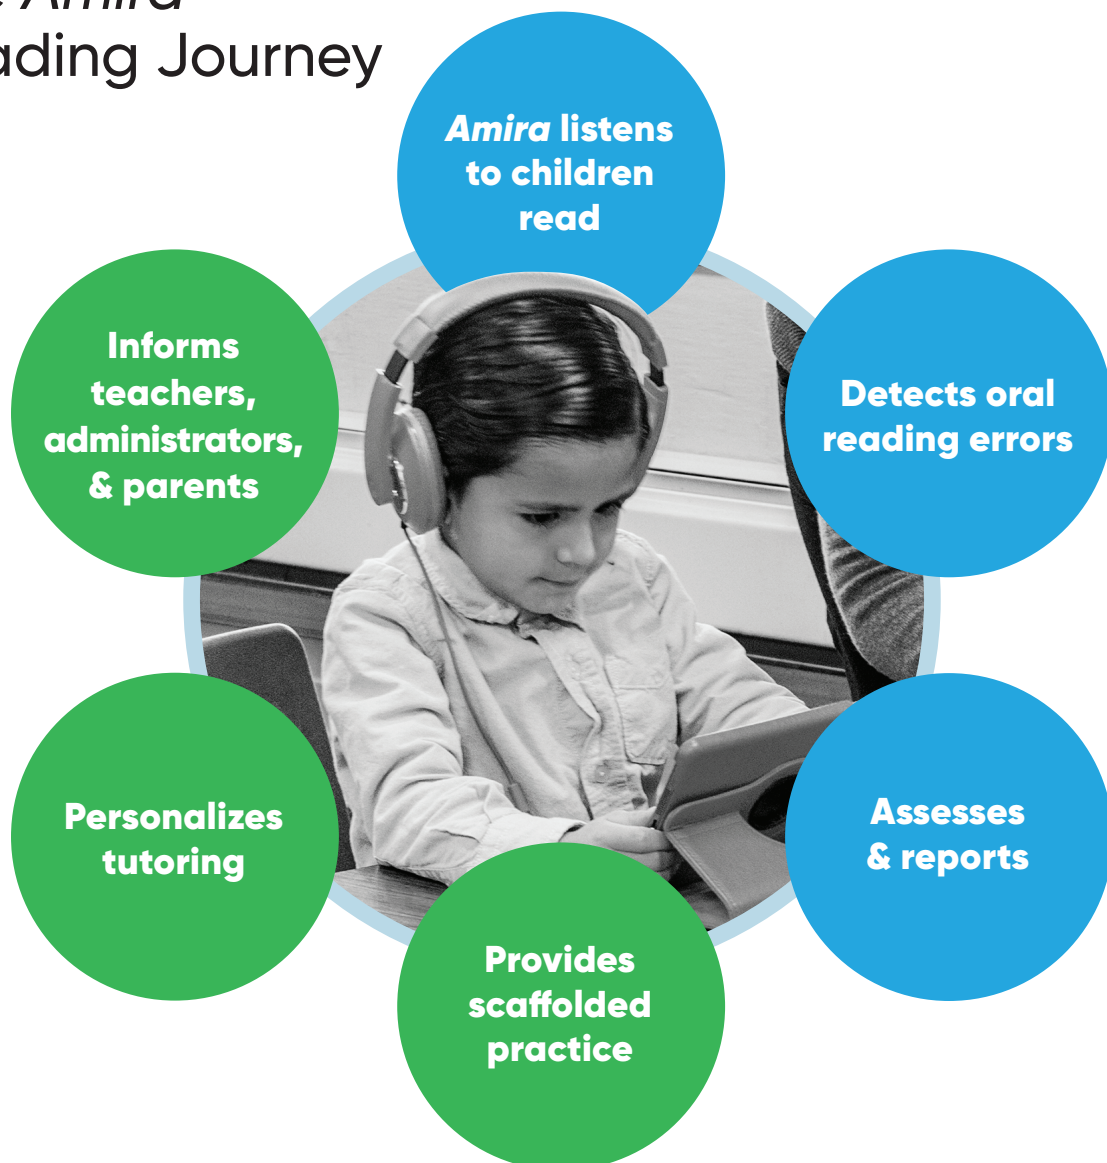 Amira
ading Journey
Amira listens
to children
read
Detects oral
reading errors
Assesses
& reports
Provides
scaffolded
practice
Personalizes
tutoring
Informs
teachers,
administrators,
& parents